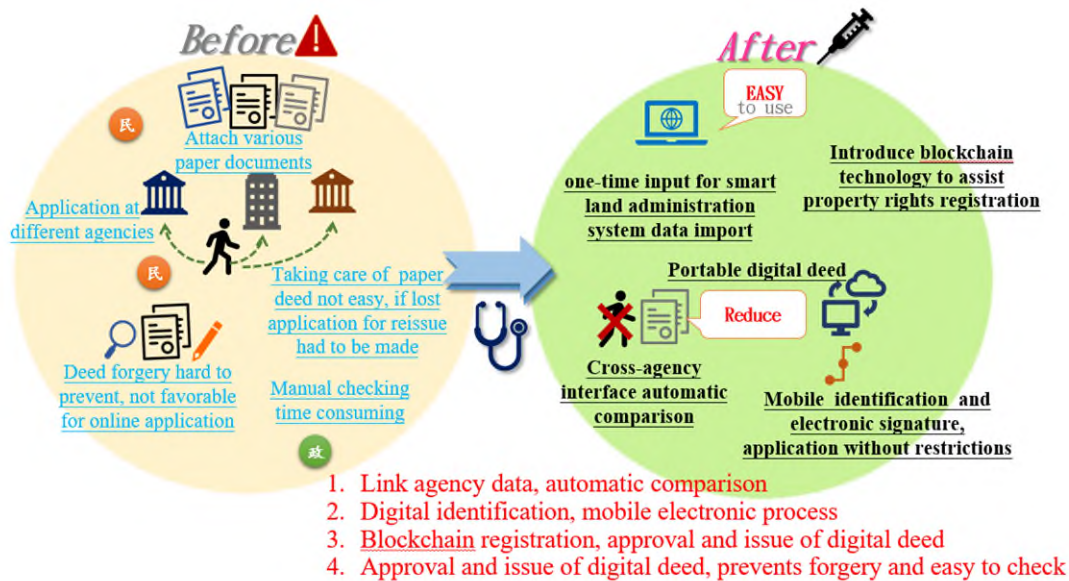 Before
After
民
Attach various
paper documents
Application at
different agencies
民
Taking care of paper
deed not easy, if lost
application for reissue
had to be made
Deed forgery hard to
prevent, not favorable
for online application
Manual checking
time consuming
政
EASY
to use
one-time input for smart
land administration
system data import
Introduce blockchain
technology to assist
property rights registration
Portable digital deed
Reduce
Cross-agency
interface automatic
comparison
Mobile identification and
electronic signature,
application without restrictions
1. Link agency data, automatic comparison
2. Digital identification, mobile electronic process
3. Blockchain registration, approval and issue of digital deed
4. Approval and issue of digital deed, prevents forgery and easy to check